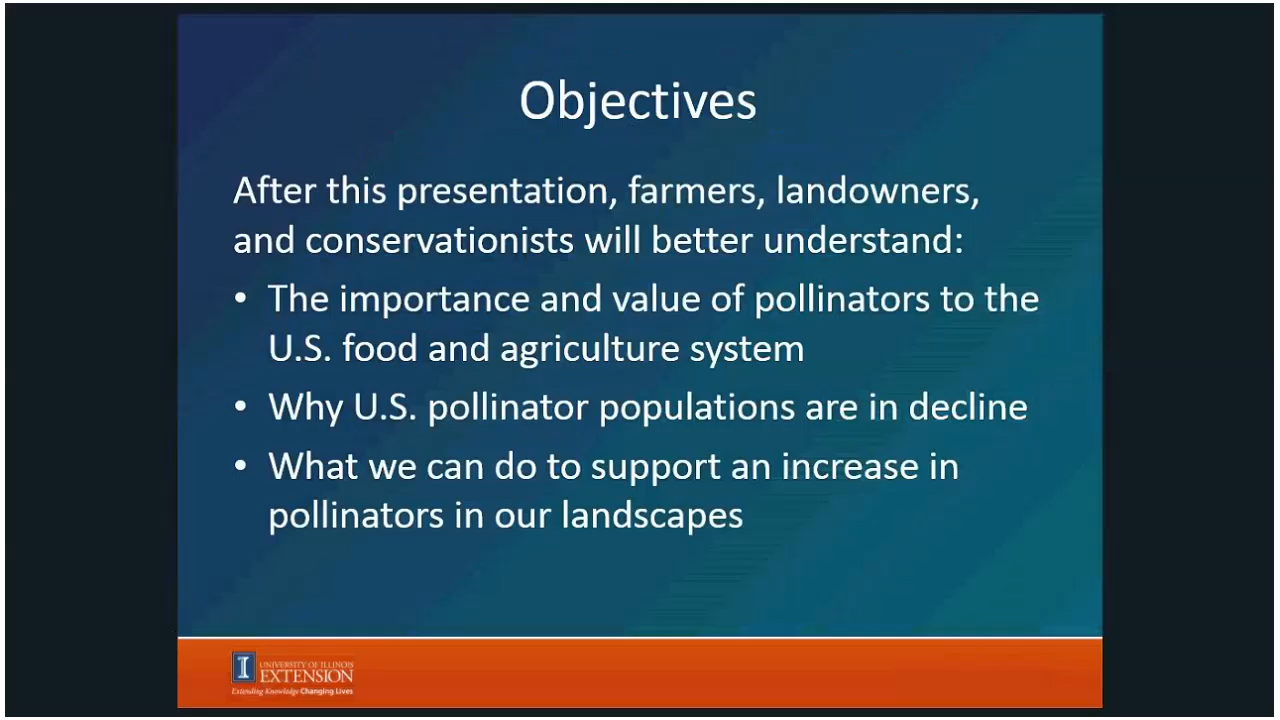 Objectives
After this presentation, farmers, landowners,
and conservationists will better understand:
• The importance and value of pollinators to the
U.S. food and agriculture system
• Why U.S. pollinator populations are in decline
• What we can do to support an increase in
pollinators in our landscapes
I UNIVERSITY OF ILLINOIS
EXTENSION
Extending Knowledge Changing Lives